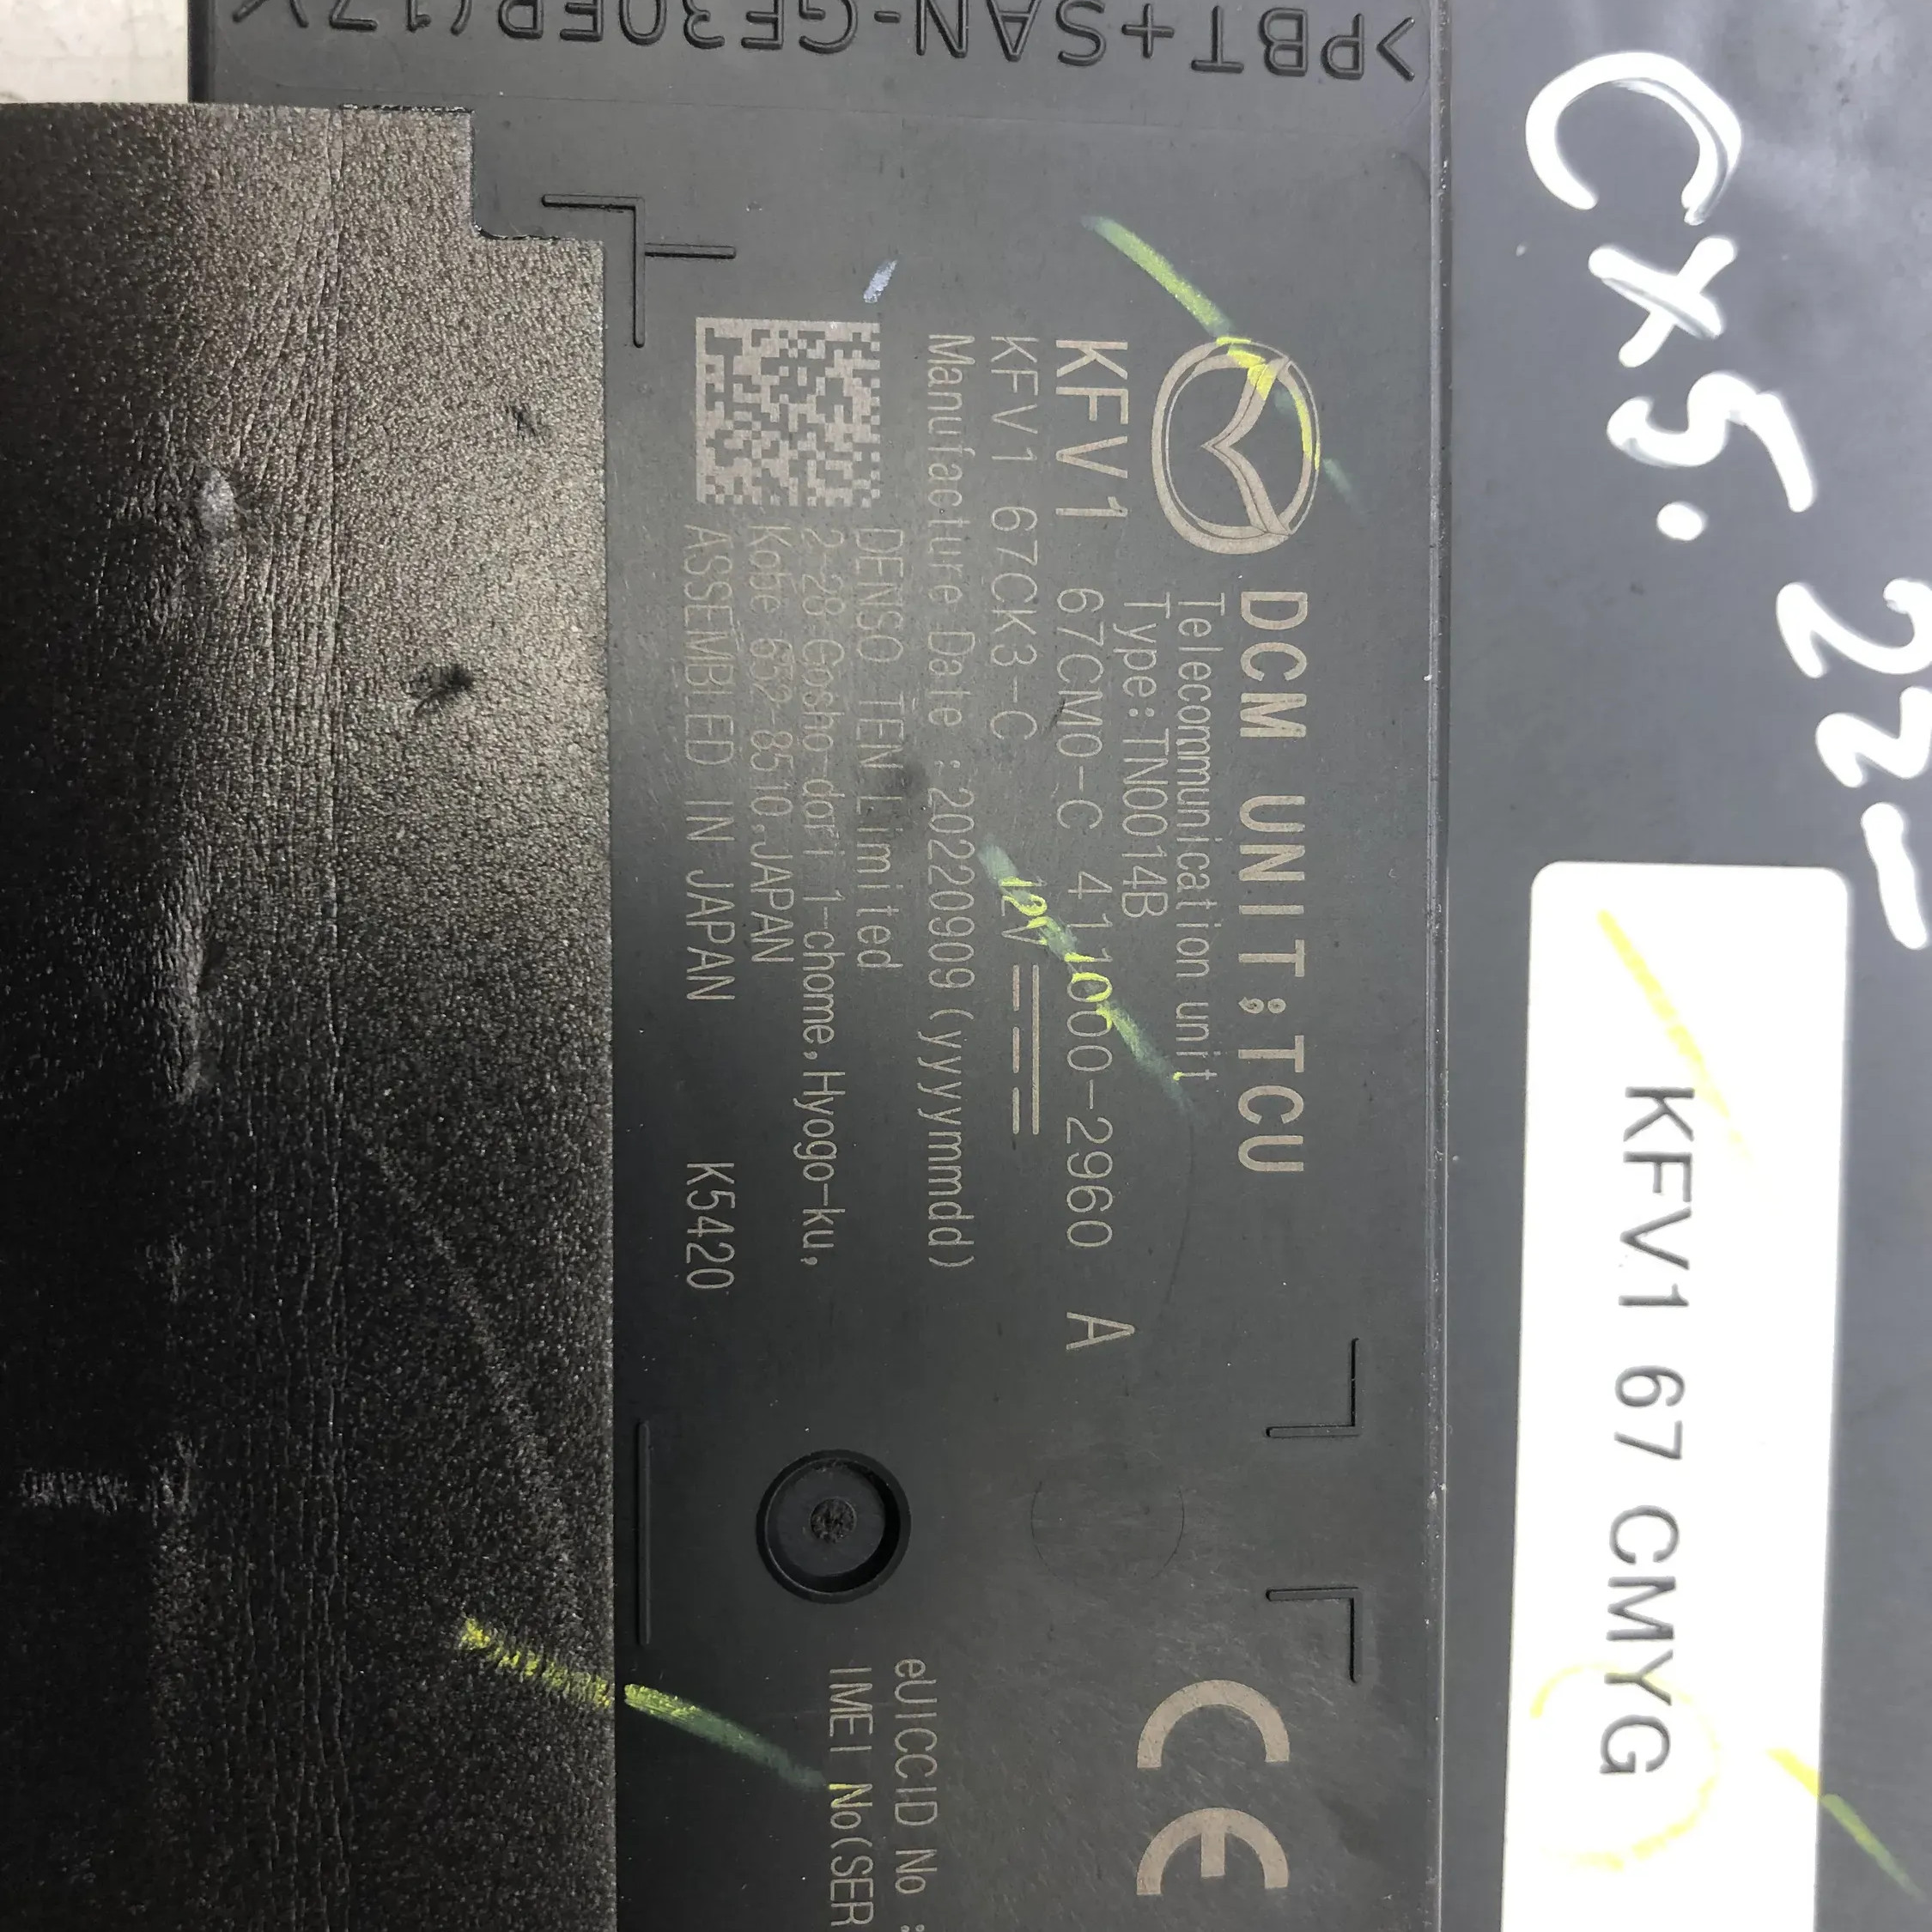 CX5. 22-
KFV1 67 CMYG
DCM UNIT;TCU
Telecommunication unit
Type:TN0014B
KFV1 67CM0-C 411000-2960 A
KFV1 67CK3-C 12V
Manufacture Date :20220909(yyyymmdd)
DENSO TEN Limited
2-28 Gosho-dori 1-chome,Hyogo-ku,
Kobe 652-8510,JAPAN
ASSEMBLED IN JAPAN K5420
CE
eUICCID No :
IMEI No(SER
>PBT+SAN-GF30FR(17)